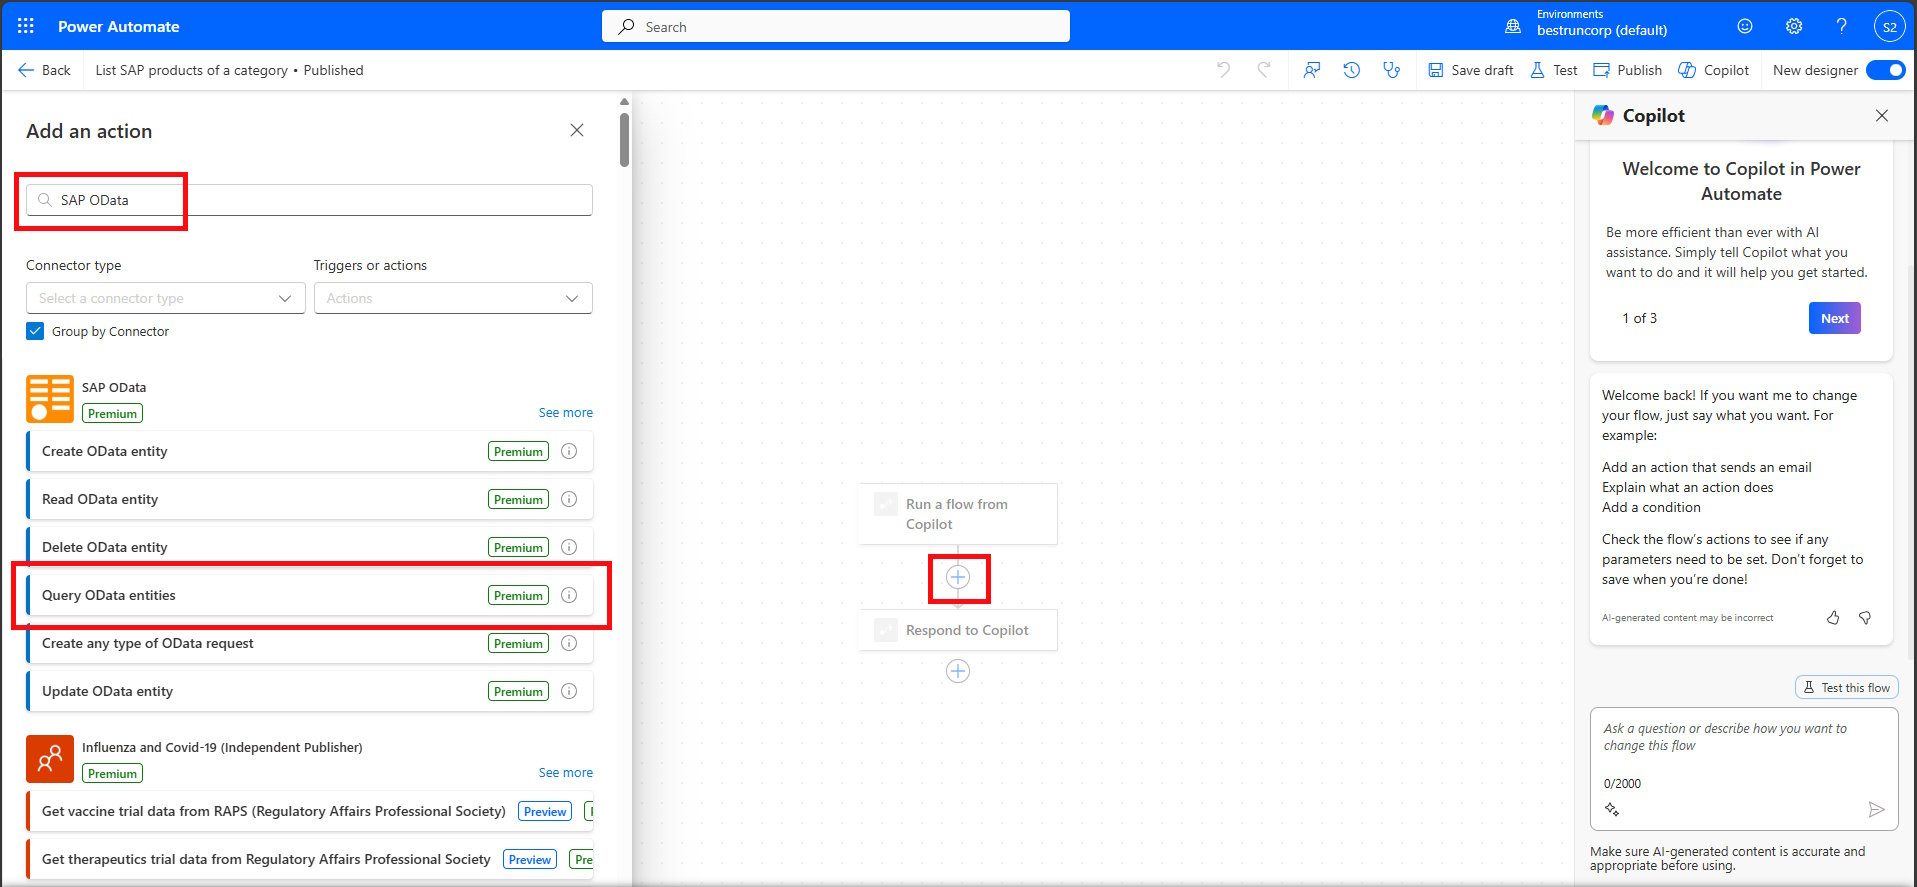 Power Automate
Search
Environments
bestruncorp (default)
S2
Back
List SAP products of a category • Published
Save draft
Test
Publish
Copilot
New designer
Add an action
SAP OData
Connector type
Triggers or actions
Select a connector type
Actions
Group by Connector
SAP OData
Premium
See more
Create OData entity
Premium
Read OData entity
Premium
Delete OData entity
Premium
Query OData entities
Premium
Create any type of OData request
Premium
Update OData entity
Premium
Influenza and Covid-19 (Independent Publisher)
Premium
See more
Get vaccine trial data from RAPS (Regulatory Affairs Professional Society)
Preview
Get therapeutics trial data from Regulatory Affairs Professional Society
Preview
Pre
Run a flow from
Copilot
Respond to Copilot
Copilot
Welcome to Copilot in Power
Automate
Be more efficient than ever with AI
assistance. Simply tell Copilot what you
want to do and it will help you get started.
1 of 3
Next
Welcome back! If you want me to change
your flow, just say what you want. For
example:
Add an action that sends an email
Explain what an action does
Add a condition
Check the flow's actions to see if any
parameters need to be set. Don't forget to
save when you're done!
AI-generated content may be incorrect
Test this flow
Ask a question or describe how you want to
change this flow
0/2000
Make sure AI-generated content is accurate and
appropriate before using.